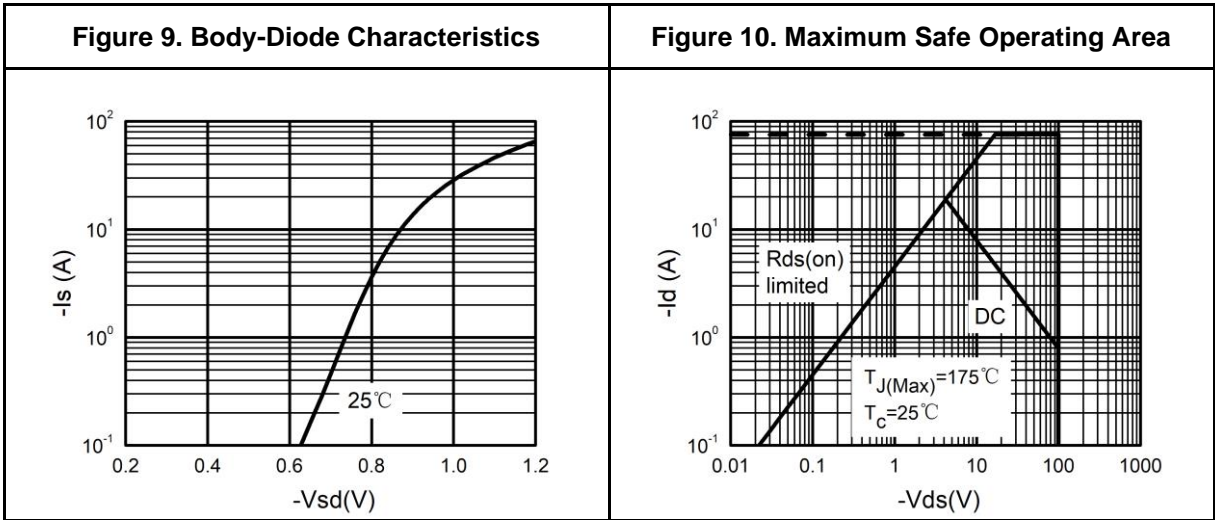 Figure 9. Body-Diode Characteristics
Figure 10. Maximum Safe Operating Area
10²
10¹
10⁰
10⁻¹
-Is (A)
25℃
0.2 0.4 0.6 0.8 1.0 1.2
-Vsd(V)
10²
10¹
10⁰
10⁻¹
-Id (A)
Rds(on)
limited
DC
T_J(Max)=175℃
T_c=25℃
0.01 0.1 1 10 100 1000
-Vds(V)